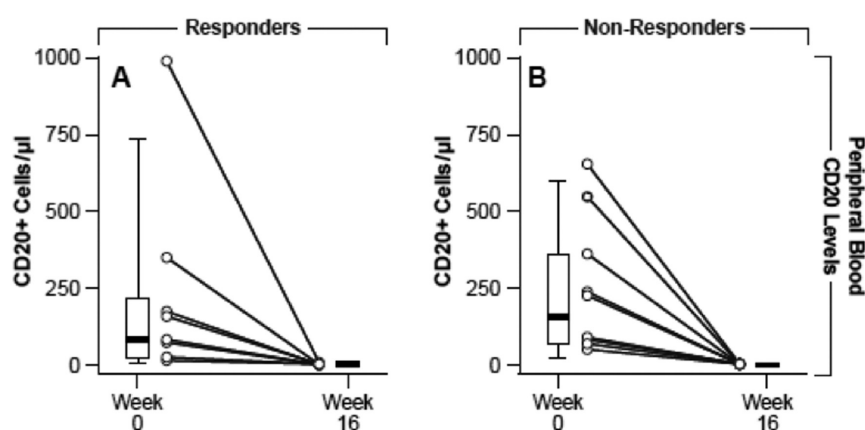 Responders
Non-Responders
A
1000
750
500
250
0
CD20+ Cells/µl
Week
0
Week
16
B
1000
750
500
250
0
CD20+ Cells/µl
Week
0
Week
16
Peripheral Blood
CD20 Levels